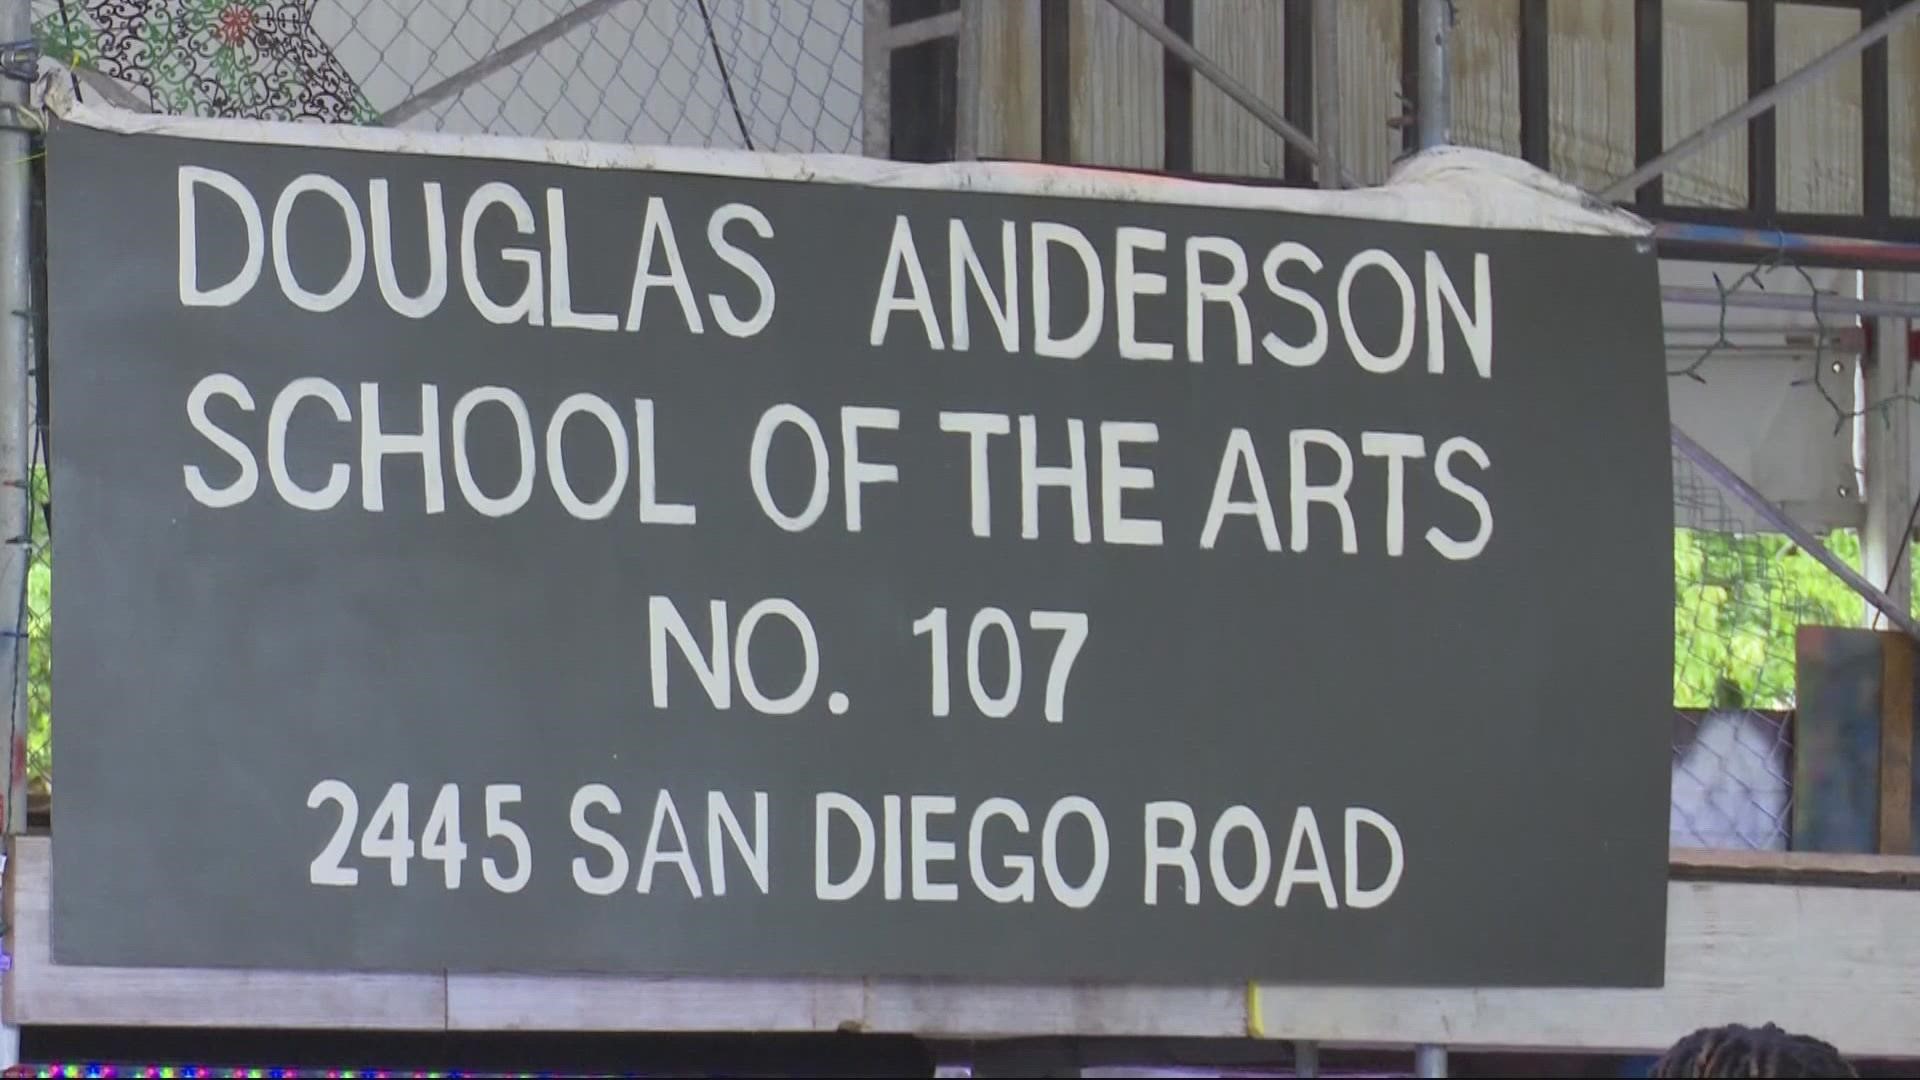 DOUGLAS ANDERSON
SCHOOL OF THE ARTS
NO. 107
2445 SAN DIEGO ROAD